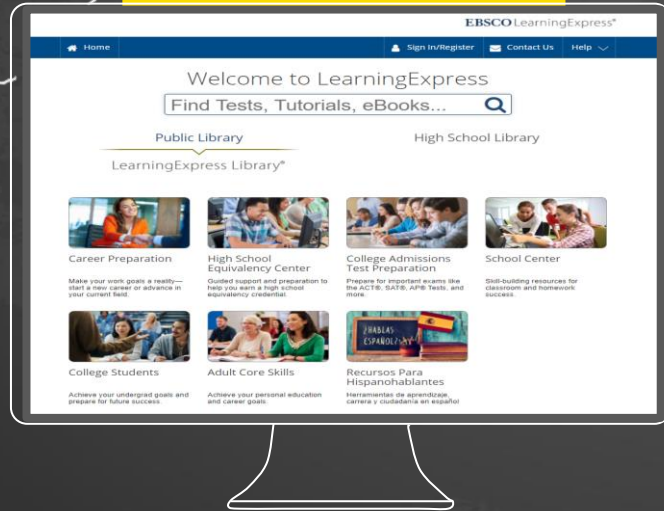 EBSCO LearningExpress®
Home
Sign In/Register
Contact Us
Help
Welcome to LearningExpress
Find Tests, Tutorials, eBooks...
Public Library
High School Library
LearningExpress Library®
Career Preparation
Make your work goals a reality—
start a new career or advance in
your current field.
High School
Equivalency Center
Guided support and preparation to
help you earn a high school
equivalency credential.
College Admissions
Test Preparation
Prepare for important exams like
the ACT®, SAT®, AP® Tests, and
more.
School Center
Skill-building resources for
classroom and homework
success.
College Students
Achieve your undergrad goals and
prepare for future success.
Adult Core Skills
Achieve your personal education
and career goals.
¿HABLAS
ESPAÑOL?
Recursos Para
Hispanohablantes
Herramientas de aprendizaje,
carrera y ciudadanía en español